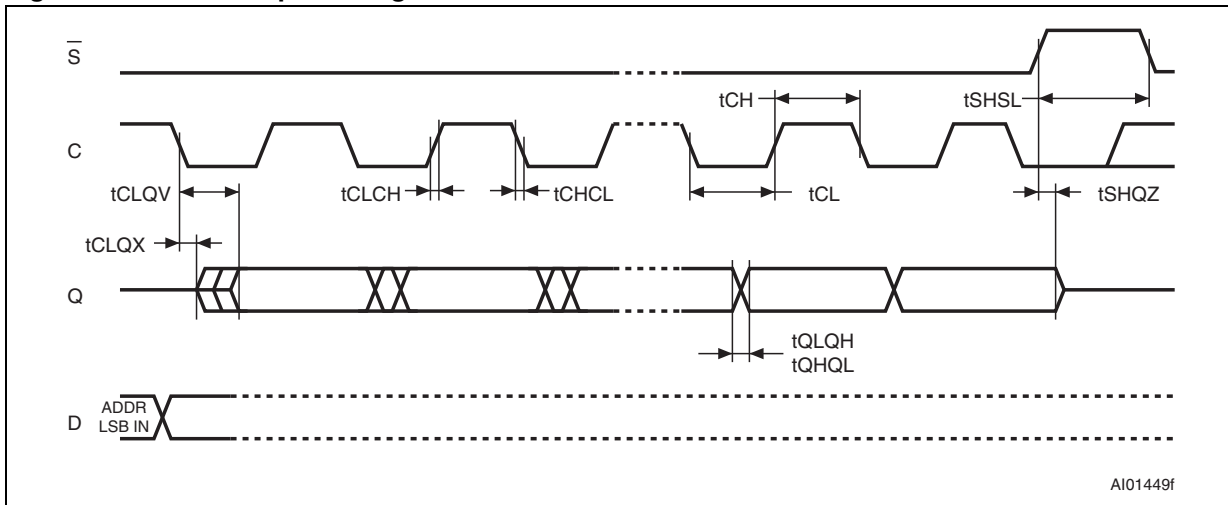 S
tCH
tSHSL
C
tCLQV
tCLCH
tCHCL
tCL
tSHQZ
tCLQX
Q
tQLQH
tQHQL
ADDR
D
LSB IN
AI01449f